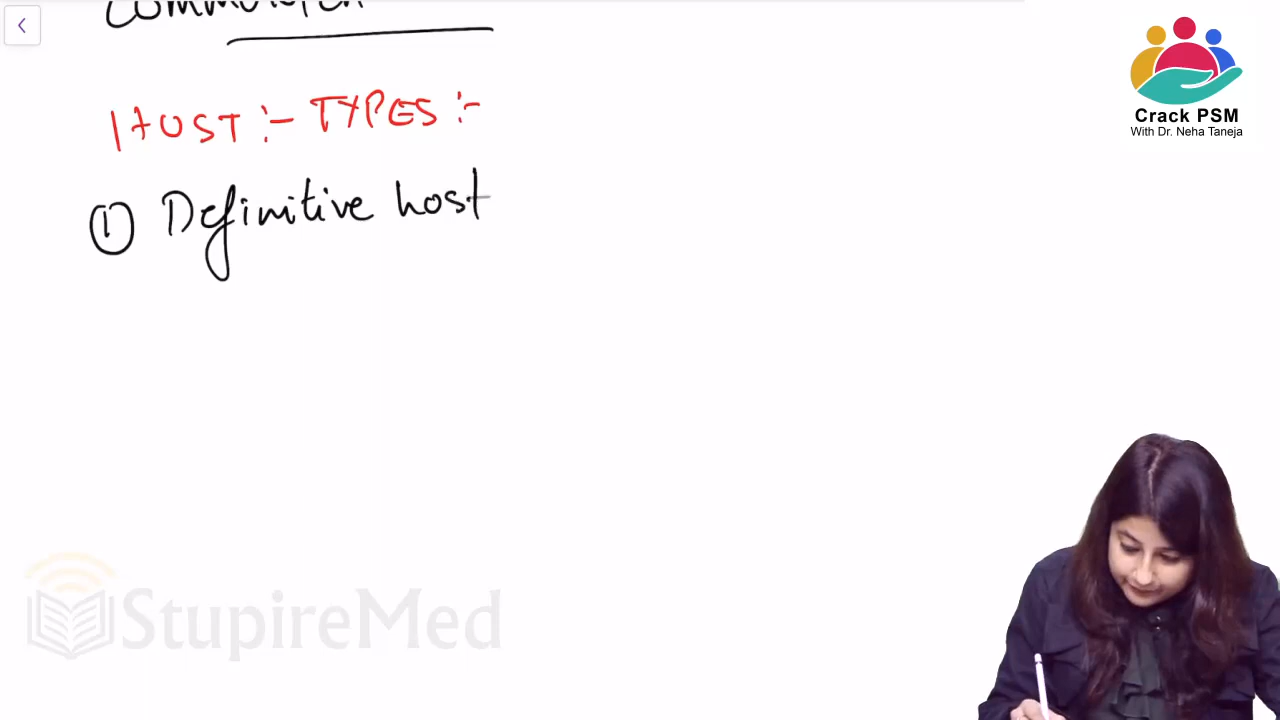 HOST :- TYPES :-
① Definitive host
Crack PSM
With Dr. Neha Taneja
StupireMed